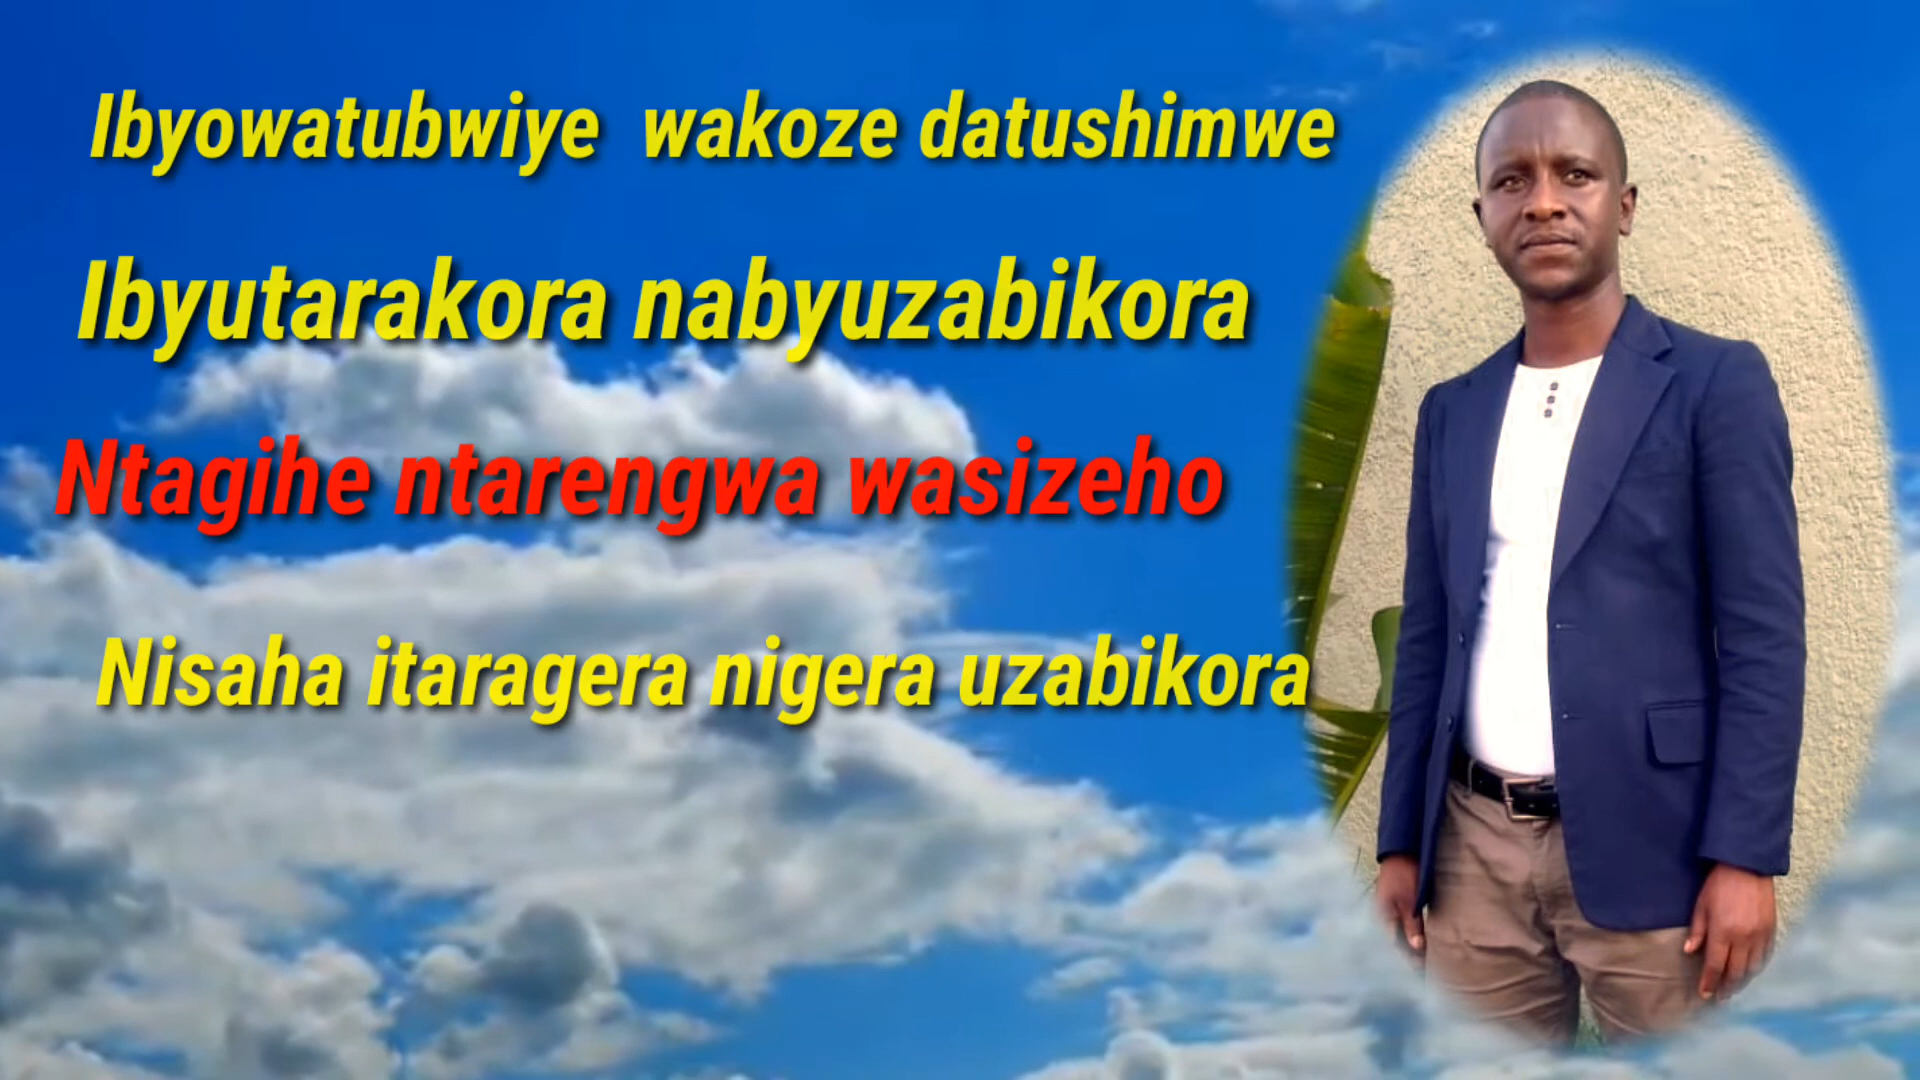 Ibyowatubwiye wakoze datushimwe
Ibyutarakora nabyuzabikora
Ntagihe ntarengwa wasizeho
Nisaha itaragera nigera uzabikora